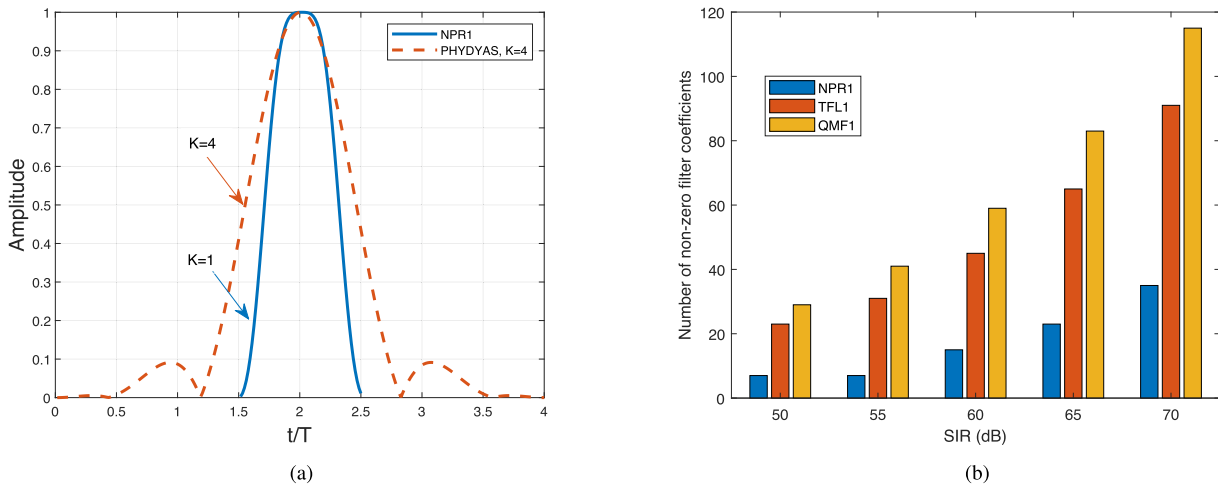 NPR1
PHYDYAS, K=4
K=4
K=1
Amplitude
1
0.9
0.8
0.7
0.6
0.5
0.4
0.3
0.2
0.1
0
0 0.5 1 1.5 2 2.5 3 3.5 4
t/T
(a)
NPR1
TFL1
QMF1
Number of non-zero filter coefficients
120
100
80
60
40
20
0
50 55 60 65 70
SIR (dB)
(b)